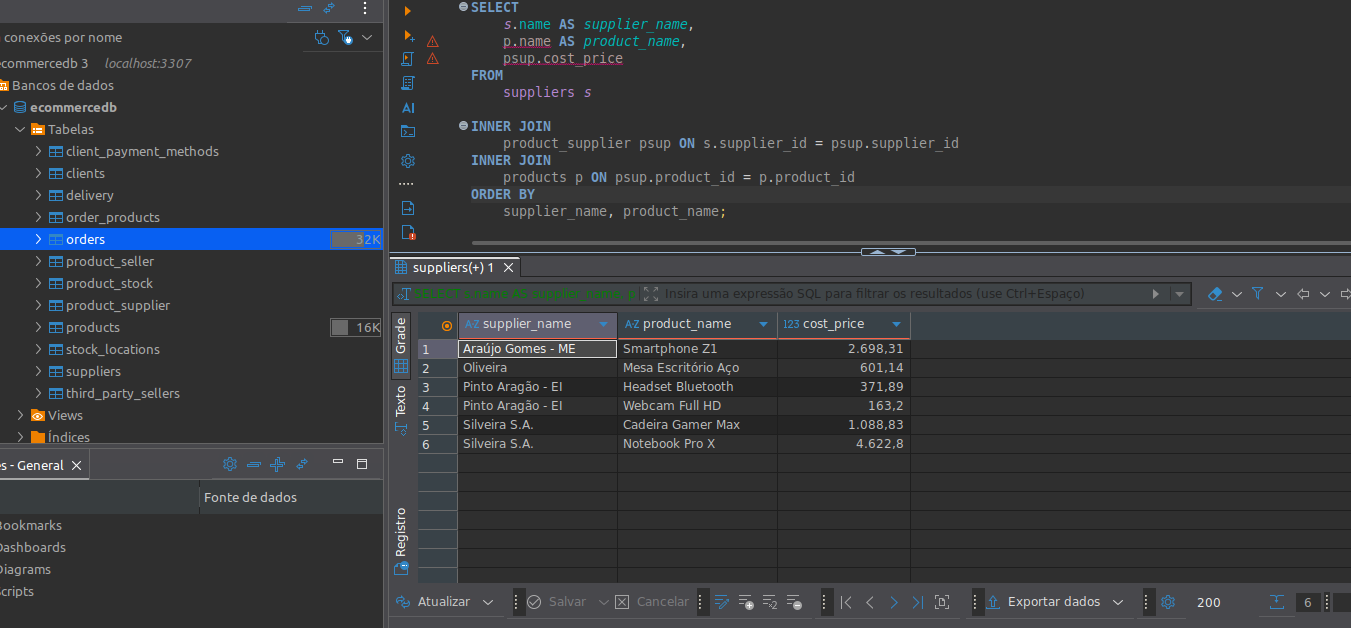 conexões por nome
ecommercedb 3 localhost:3307
Bancos de dados
ecommercedb
Tabelas
client_payment_methods
clients
delivery
order_products
orders 32K
product_seller
product_stock
product_supplier
products 16K
stock_locations
suppliers
third_party_sellers
Views
Índices
s - General
Fonte de dados
Bookmarks
Dashboards
Diagrams
Scripts
SELECT
s.name AS supplier_name,
p.name AS product_name,
psup.cost_price
FROM
suppliers s
INNER JOIN
product_supplier psup ON s.supplier_id = psup.supplier_id
INNER JOIN
products p ON psup.product_id = p.product_id
ORDER BY
supplier_name, product_name;
AI
suppliers(+) 1
SELECT s.name AS supplier_name, p Insira uma expressão SQL para filtrar os resultados (use Ctrl+Espaço)
Grade
Texto
Registro
A-Z supplier_name A-Z product_name 123 cost_price
1 Araújo Gomes - ME Smartphone Z1 2.698,31
2 Oliveira Mesa Escritório Aço 601,14
3 Pinto Aragão - EI Headset Bluetooth 371,89
4 Pinto Aragão - EI Webcam Full HD 163,2
5 Silveira S.A. Cadeira Gamer Max 1.088,83
6 Silveira S.A. Notebook Pro X 4.622,8
Atualizar Salvar Cancelar Exportar dados 200 6